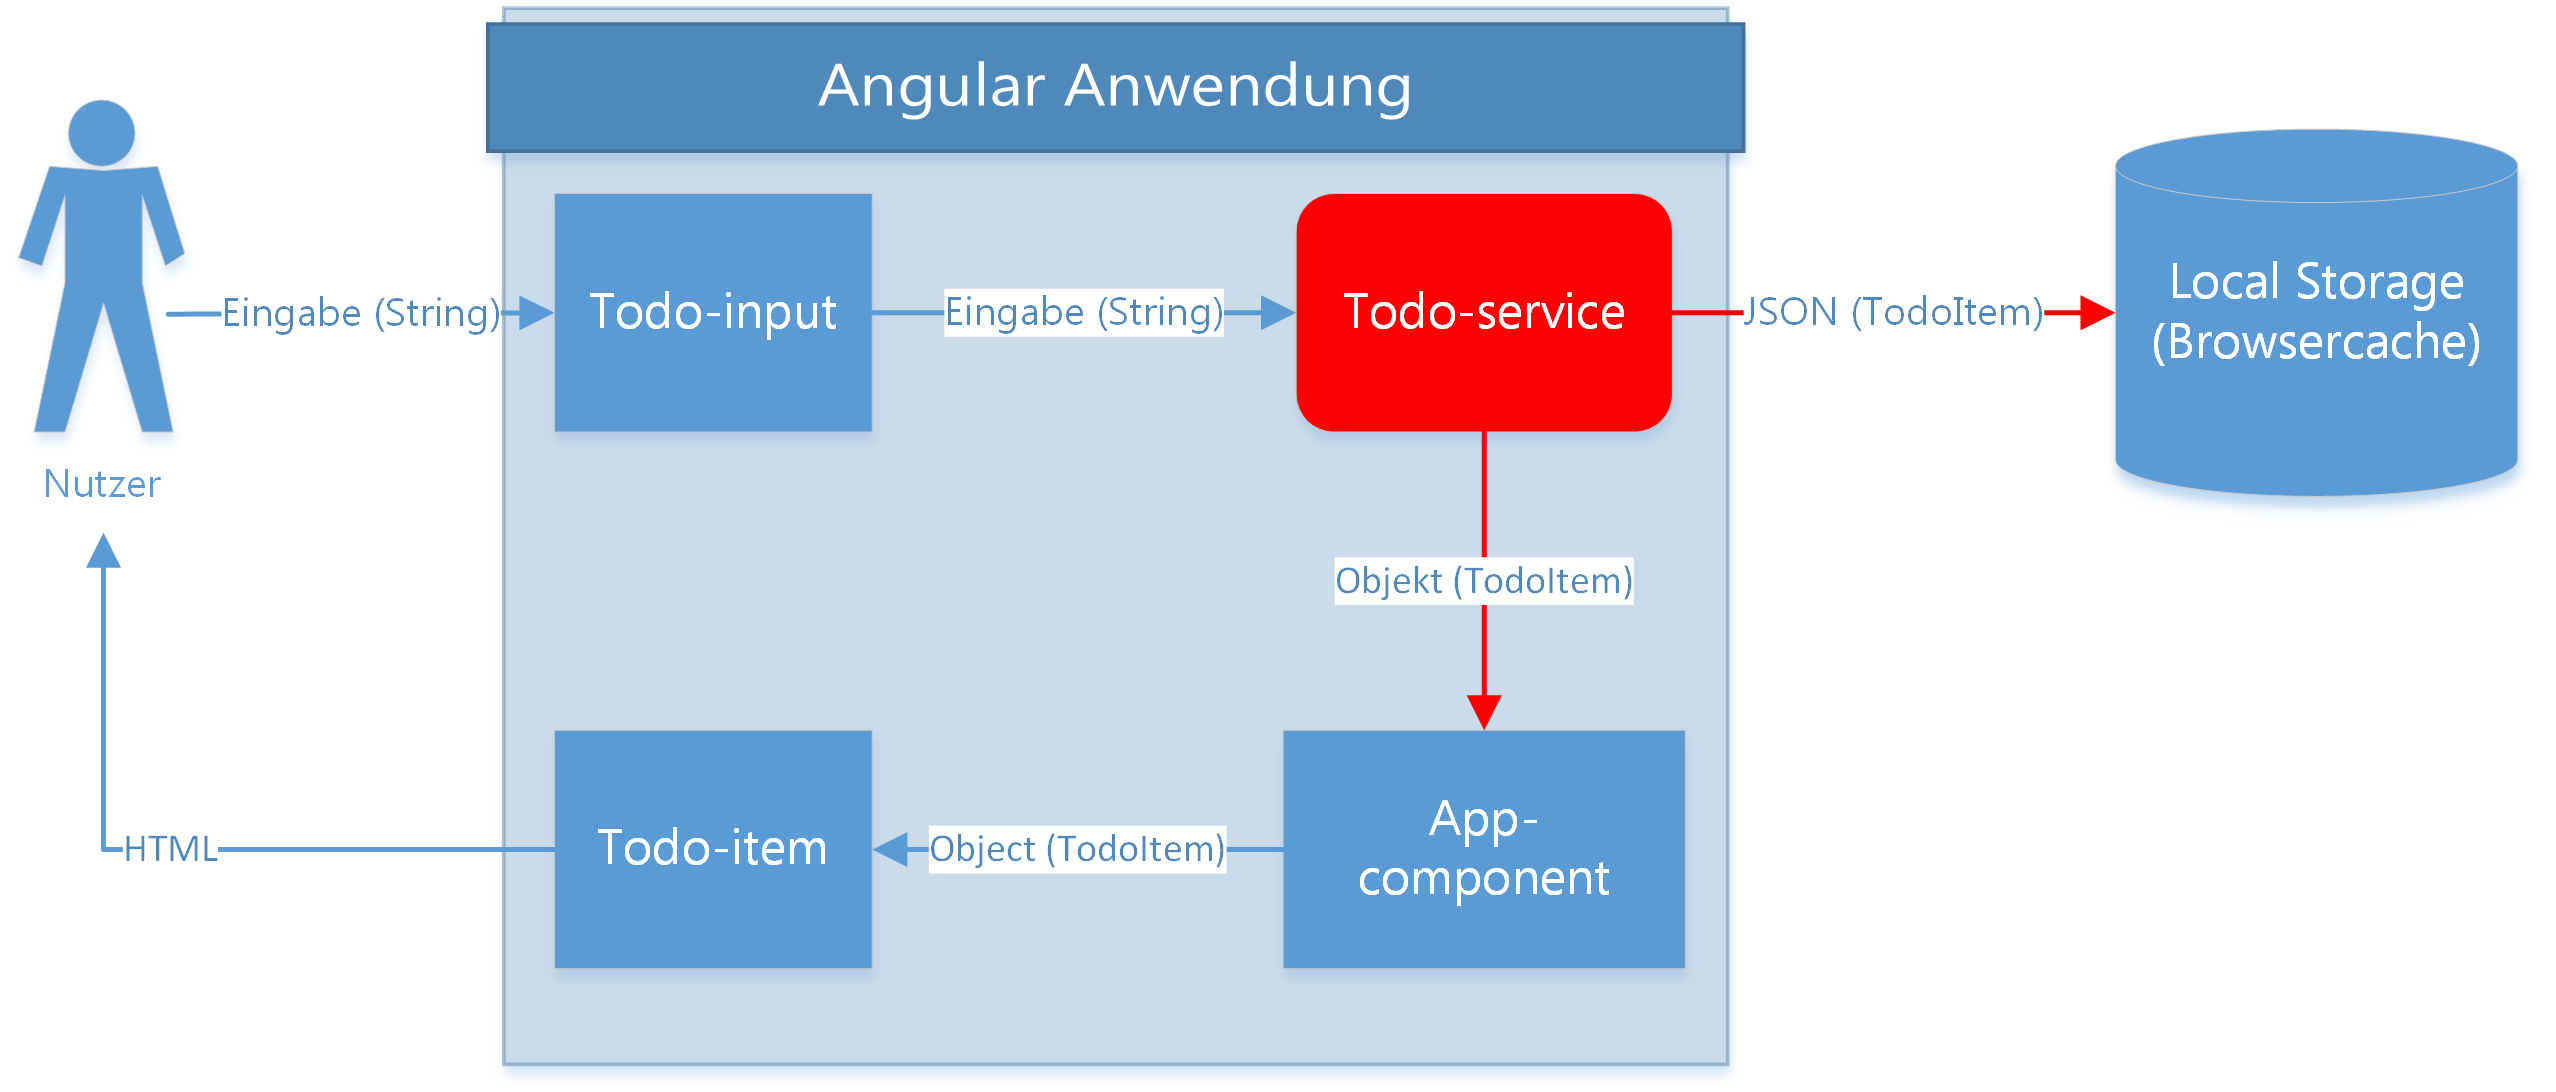 Angular Anwendung
Eingabe (String)
Todo-input
Eingabe (String)
Todo-service
JSON (TodoItem)
Local Storage
(Browsercache)
Nutzer
Objekt (TodoItem)
HTML
Todo-item
Object (TodoItem)
App-
component